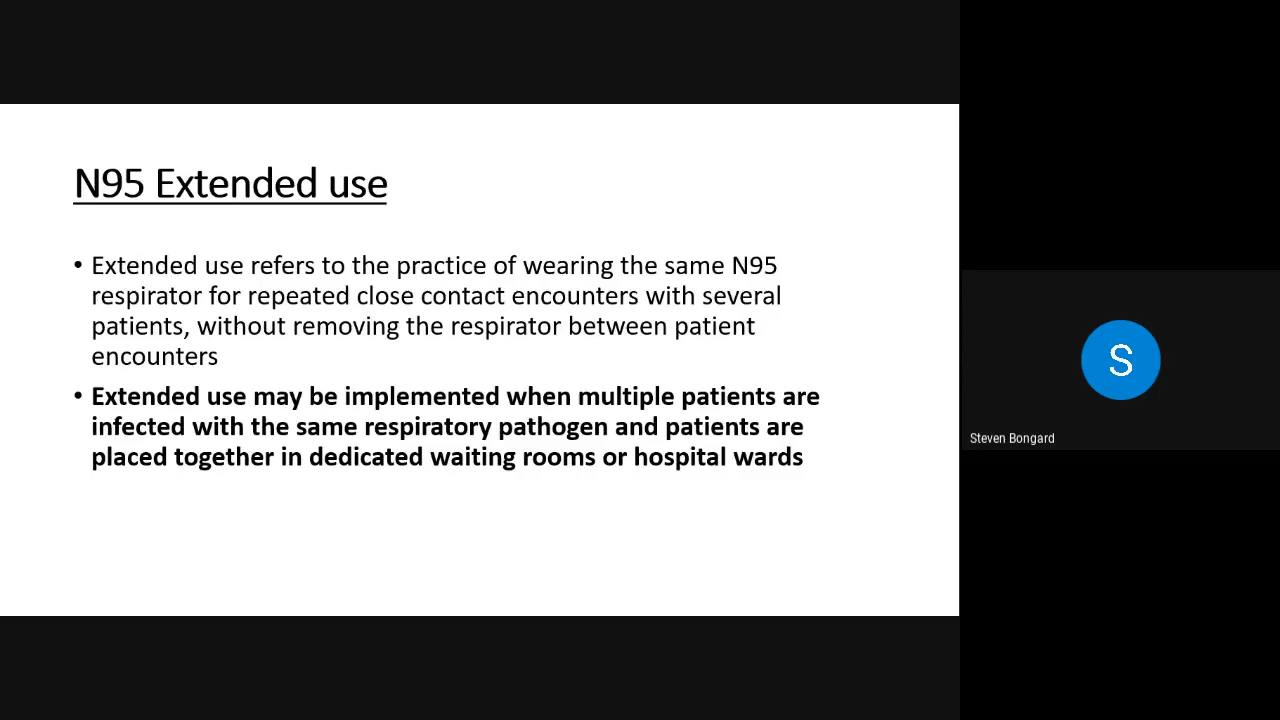 N95 Extended use
• Extended use refers to the practice of wearing the same N95
respirator for repeated close contact encounters with several
patients, without removing the respirator between patient
encounters
• Extended use may be implemented when multiple patients are
infected with the same respiratory pathogen and patients are
placed together in dedicated waiting rooms or hospital wards
S
Steven Bongard